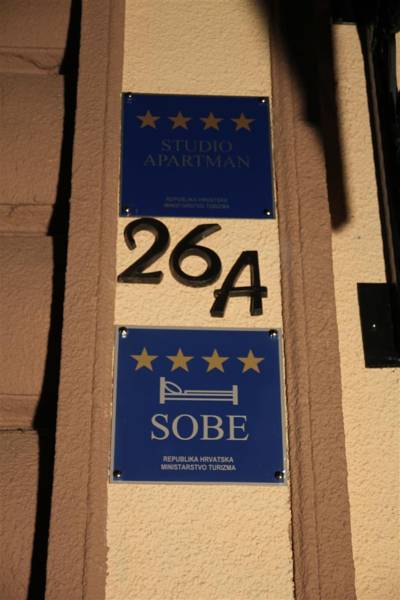 STUDIO
APARTMAN
REPUBLIKA HRVATSKA
MINISTARSTVO TURIZMA
26A
SOBE
REPUBLIKA HRVATSKA
MINISTARSTVO TURIZMA